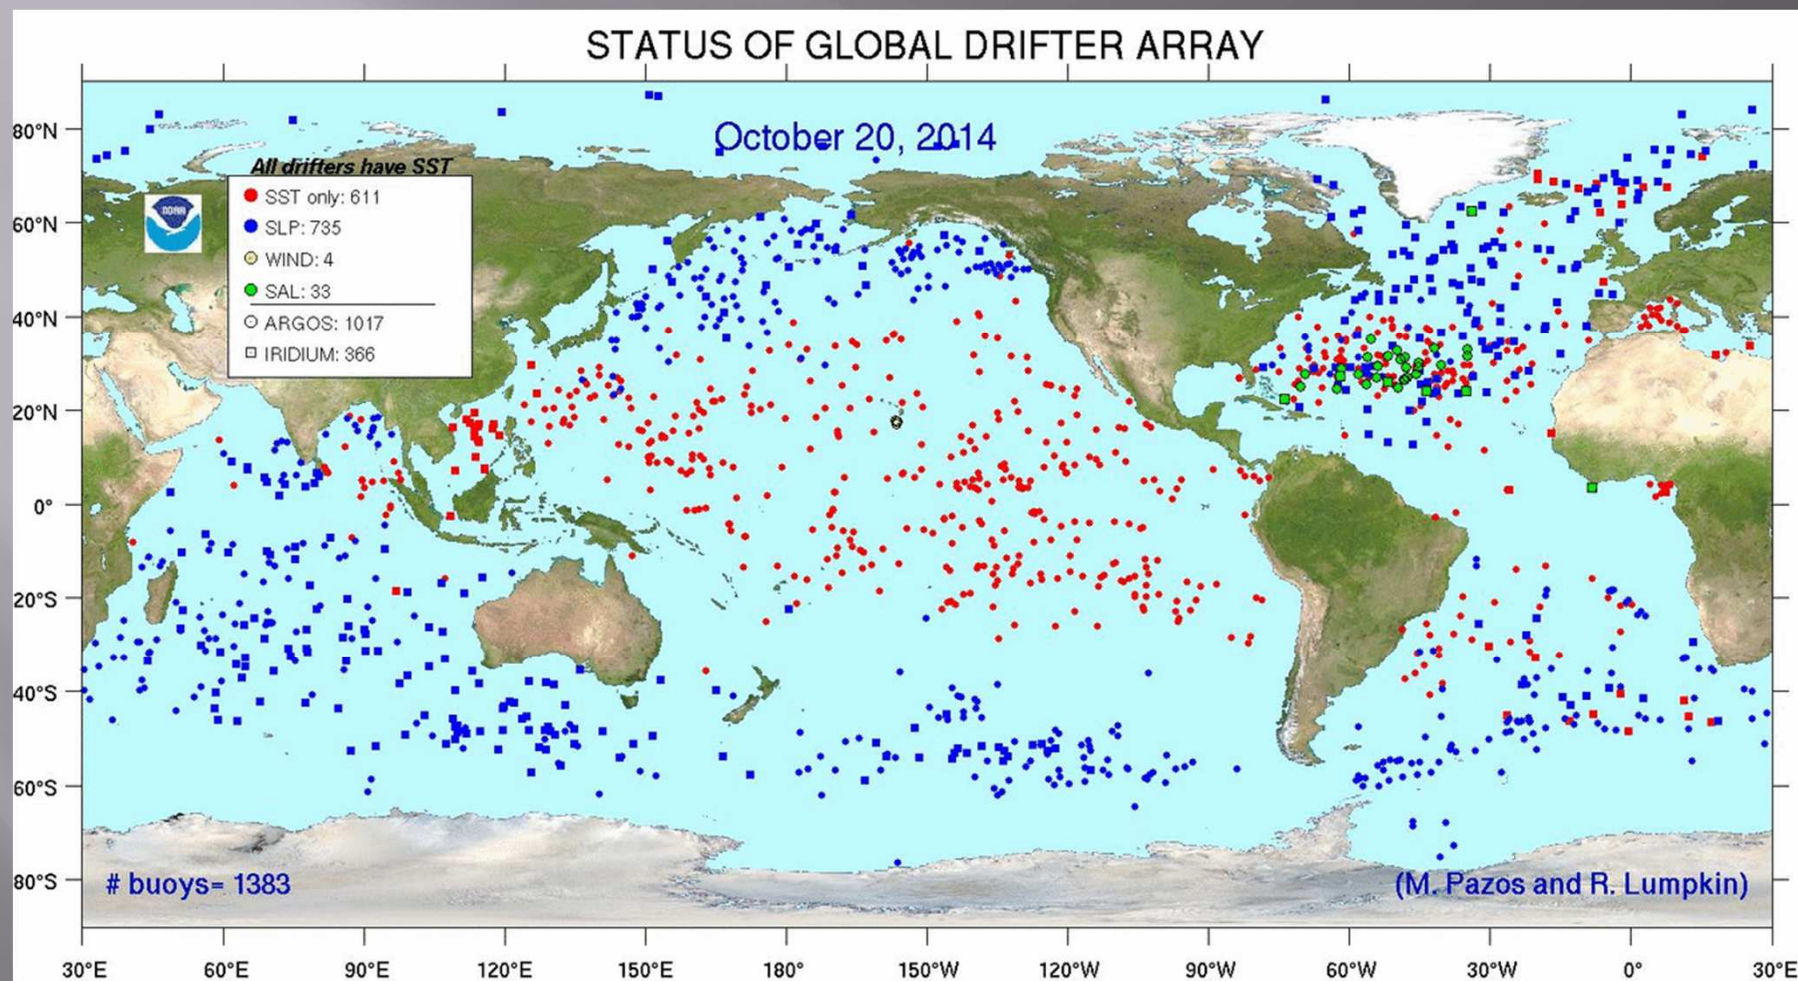 STATUS OF GLOBAL DRIFTER ARRAY
October 20, 2014
All drifters have SST
SST only: 611
SLP: 735
WIND: 4
SAL: 33
ARGOS: 1017
IRIDIUM: 366
NOAA
80°N
60°N
40°N
20°N
0°
20°S
40°S
60°S
80°S
# buoys= 1383
(M. Pazos and R. Lumpkin)
30°E 60°E 90°E 120°E 150°E 180° 150°W 120°W 90°W 60°W 30°W 0° 30°E